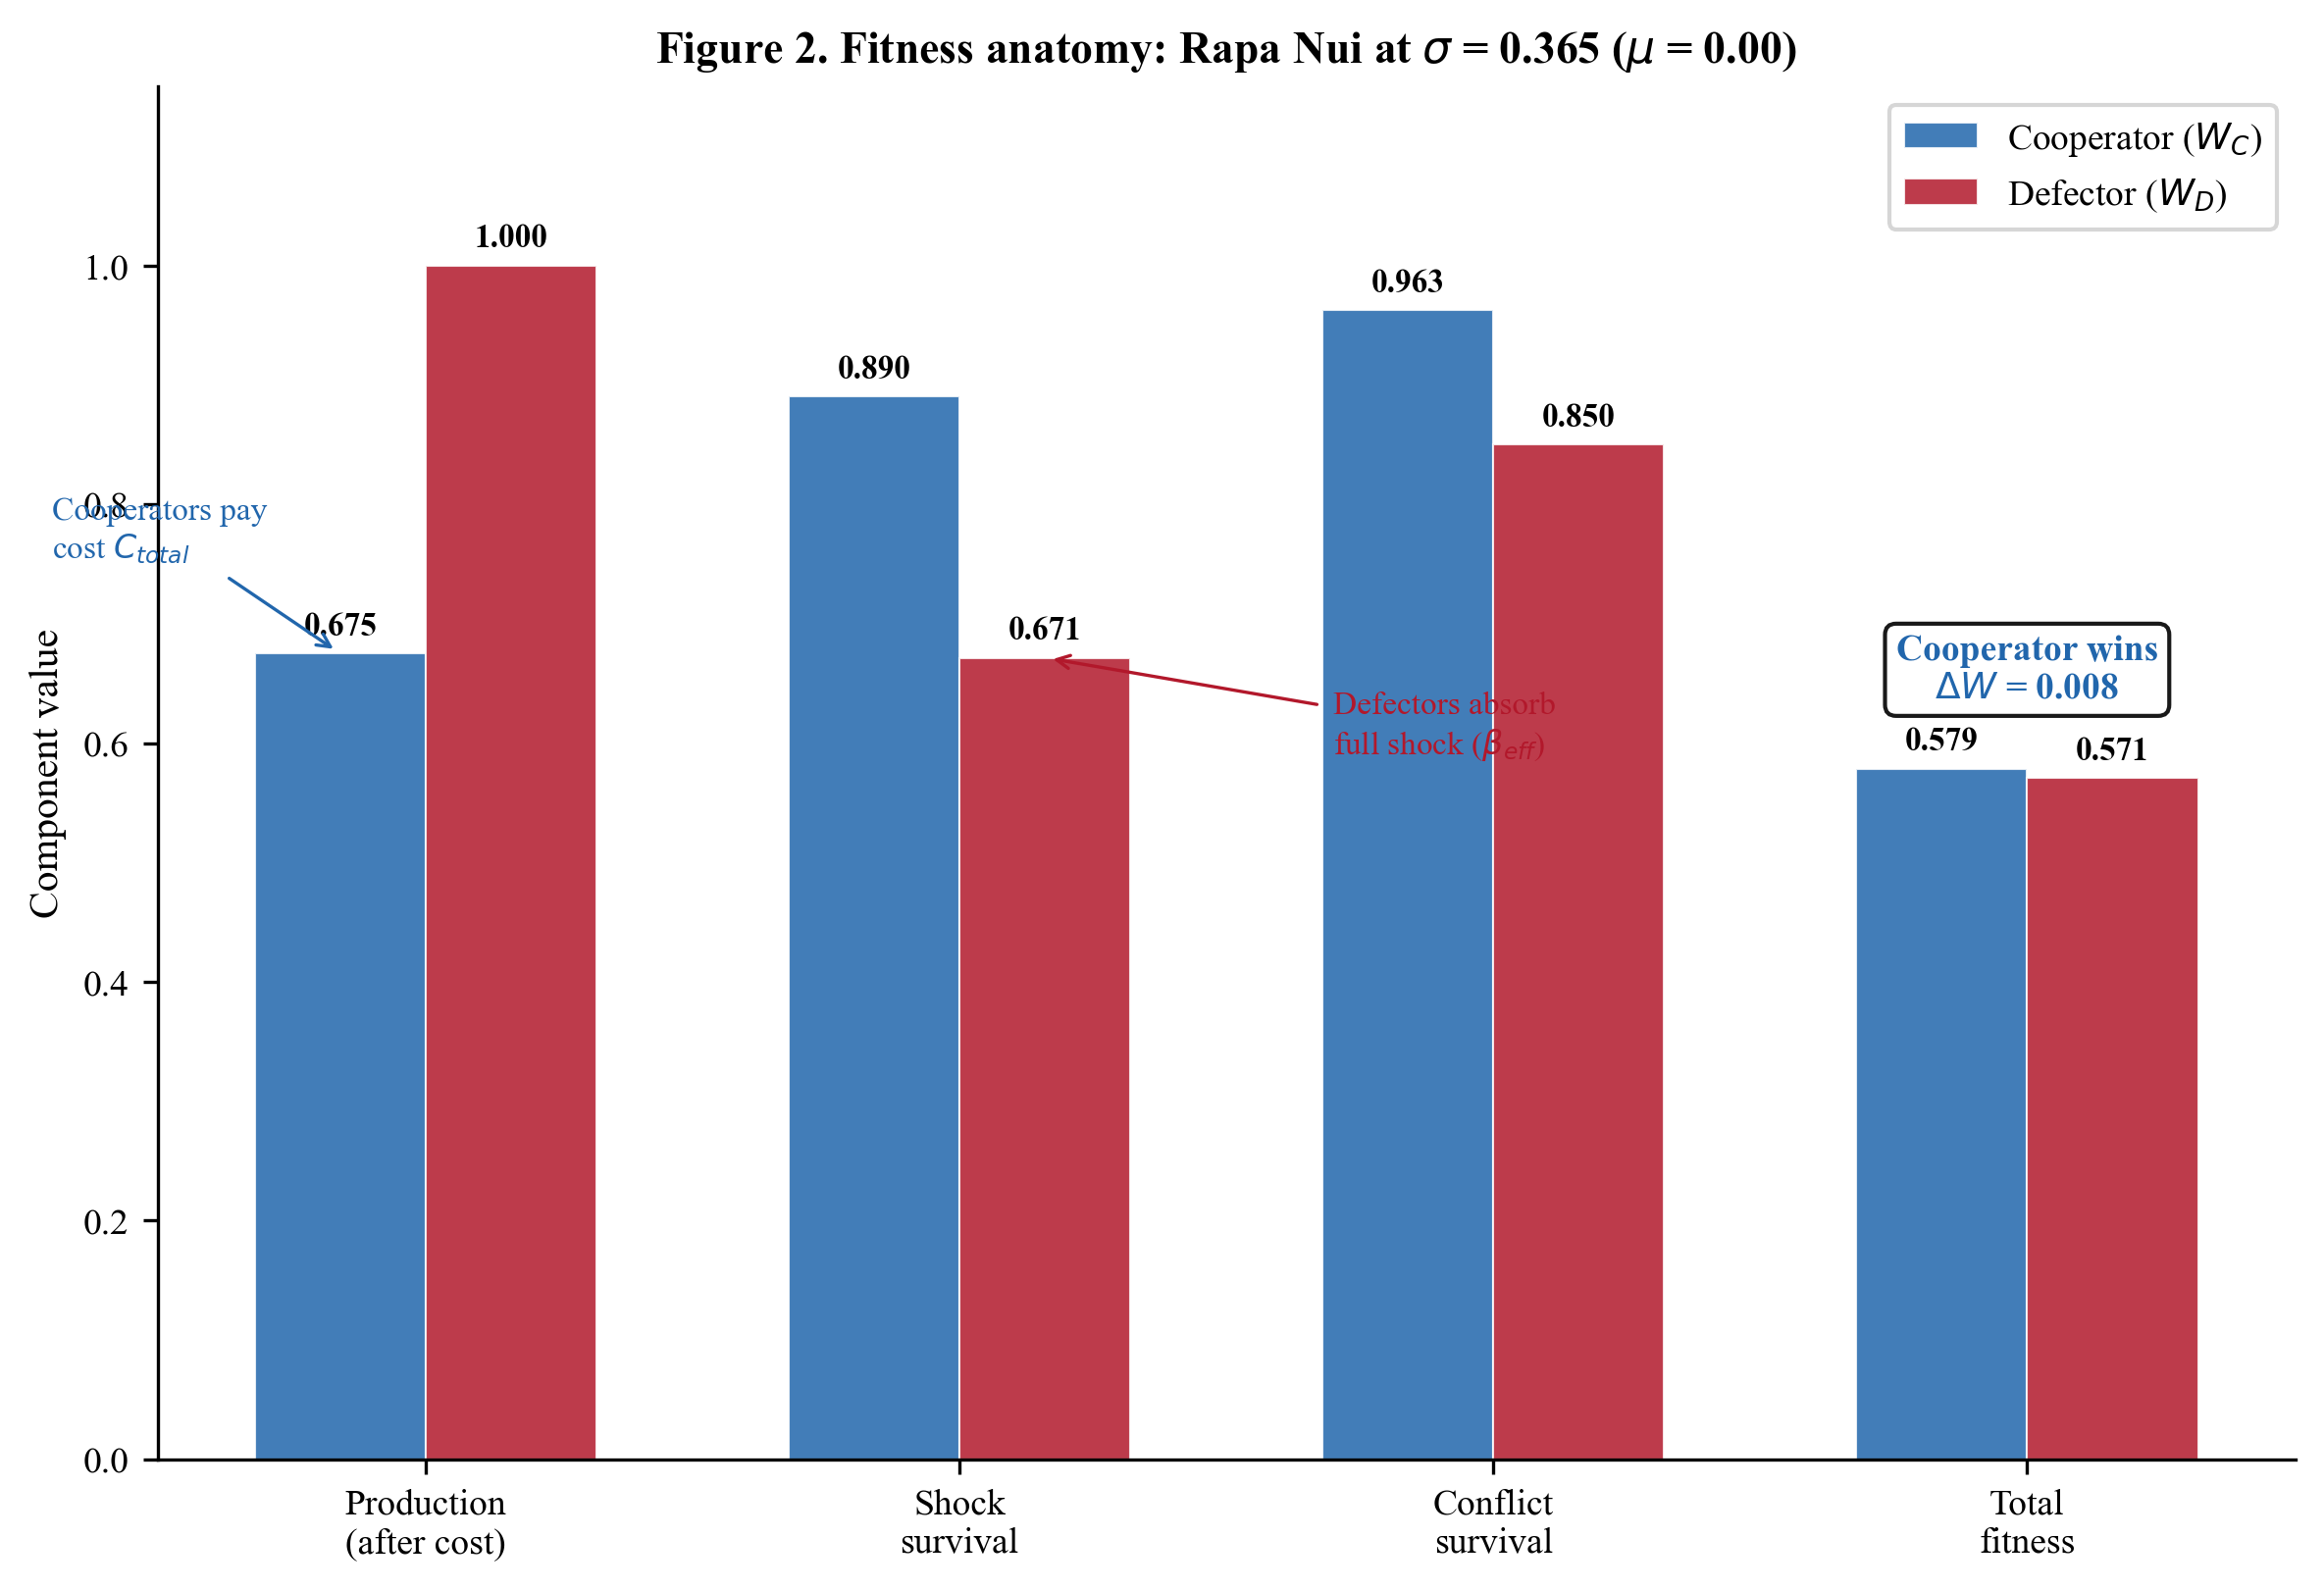 Figure 2. Fitness anatomy: Rapa Nui at σ = 0.365 (μ = 0.00)
Cooperator (W_C)
Defector (W_D)
Component value
1.0
0.8
0.6
0.4
0.2
0.0
Cooperators pay
cost C_total
0.675
1.000
0.890
0.671
Defectors absorb
full shock (β_eff)
0.963
0.850
Cooperator wins
ΔW = 0.008
0.579
0.571
Production
(after cost)
Shock
survival
Conflict
survival
Total
fitness